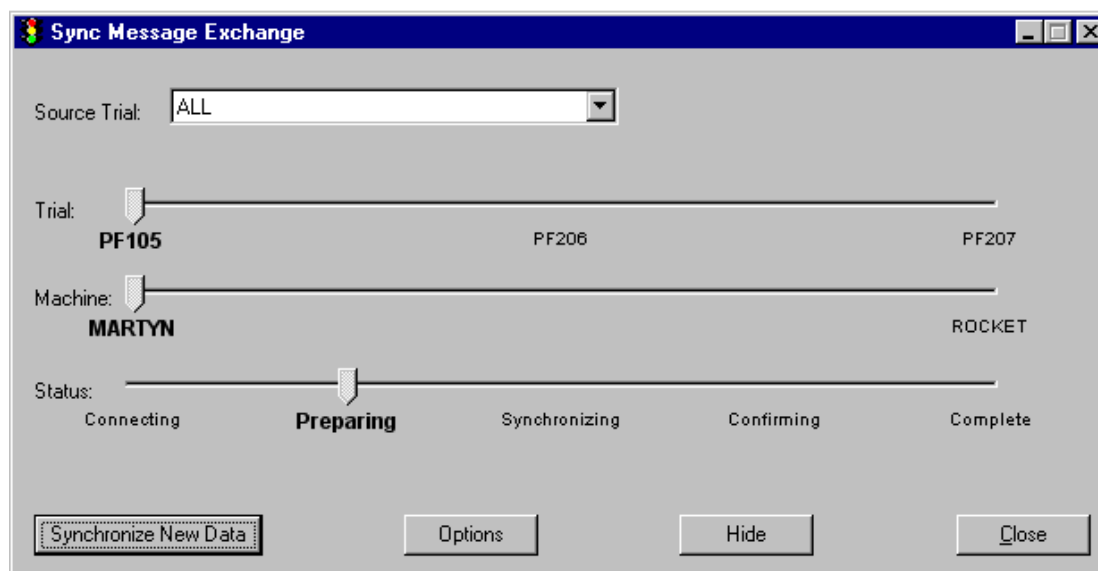 Sync Message Exchange
Source Trial: ALL
Trial:
PF105 PF206 PF207
Machine:
MARTYN ROCKET
Status:
Connecting Preparing Synchronizing Confirming Complete
Synchronize New Data Options Hide Close